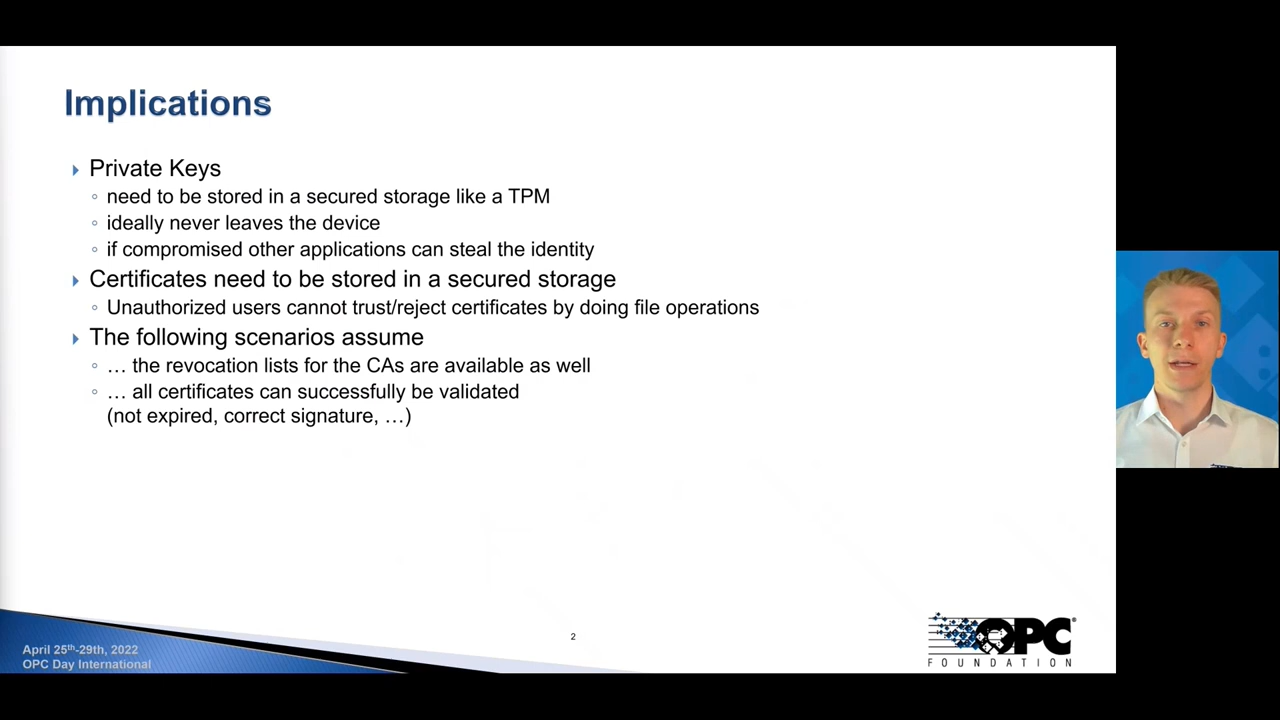 Implications
Private Keys
need to be stored in a secured storage like a TPM
ideally never leaves the device
if compromised other applications can steal the identity
Certificates need to be stored in a secured storage
Unauthorized users cannot trust/reject certificates by doing file operations
The following scenarios assume
… the revocation lists for the CAs are available as well
… all certificates can successfully be validated
(not expired, correct signature, …)
2
April 25th-29th, 2022
OPC Day International
OPC®
FOUNDATION